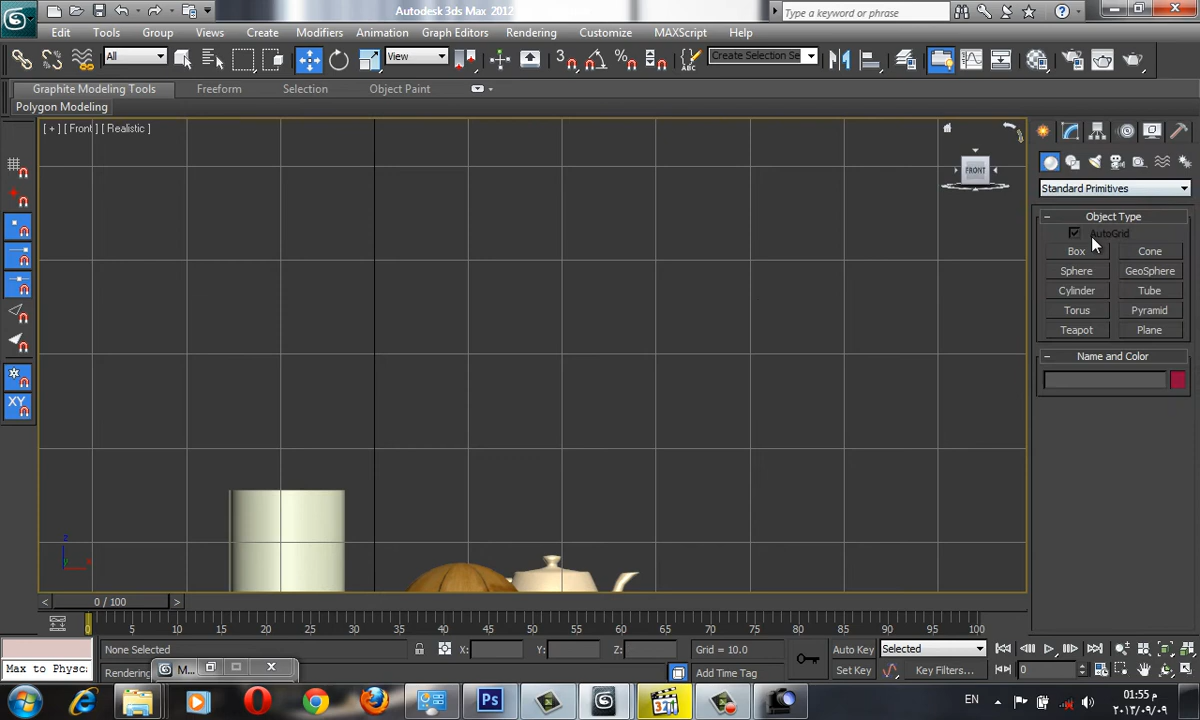 Autodesk 3ds Max 2012
Type a keyword or phrase
Edit Tools Group Views Create Modifiers Animation Graph Editors Rendering Customize MAXScript Help
All View 3 Create Selection Se
Graphite Modeling Tools Freeform Selection Object Paint
Polygon Modeling
[ + ] [ Front ] [ Realistic ]
FRONT
Standard Primitives
Object Type
AutoGrid
Box Cone
Sphere GeoSphere
Cylinder Tube
Torus Pyramid
Teapot Plane
Name and Color
XY
z
0 / 100
0 5 10 15 20 25 30 35 40 45 50 55 60 65 70 75 80 85 90 95 100
None Selected X: Y: Z: Grid = 10.0 Auto Key Selected
Max to Physc Rendering Add Time Tag Set Key Key Filters... 0
M...
321
EN 01:55 م
٢٠١٣/٠٩/٠٩